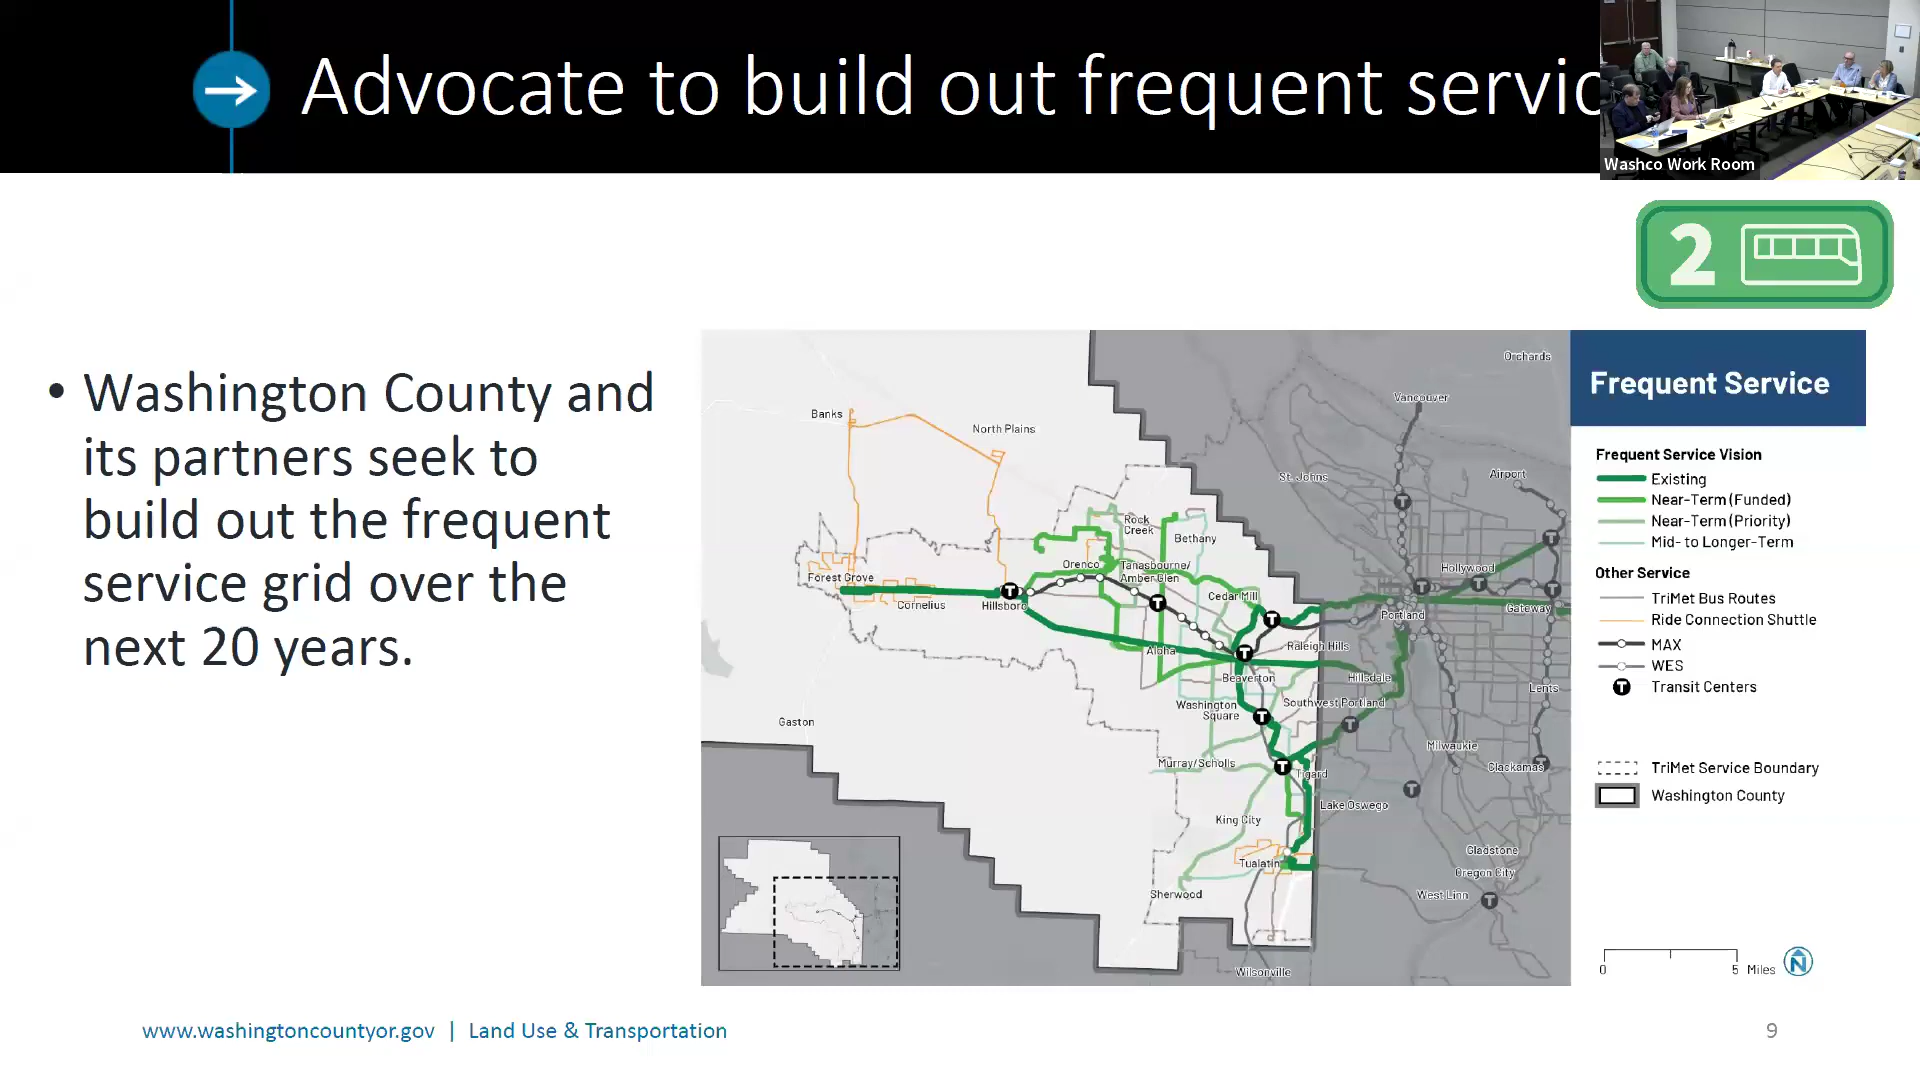 Advocate to build out frequent servic
Washco Work Room
2
• Washington County and
its partners seek to
build out the frequent
service grid over the
next 20 years.
Frequent Service
Frequent Service Vision
Existing
Near-Term (Funded)
Near-Term (Priority)
Mid- to Longer-Term
Other Service
TriMet Bus Routes
Ride Connection Shuttle
MAX
WES
T Transit Centers
TriMet Service Boundary
Washington County
0 5 Miles N
Orchards
Vancouver
Banks
North Plains
St. Johns
Airport
Rock
Creek
Bethany
Orenco
Tanasbourne/
Amber Glen
Hollywood
Forest Grove
Cornelius
Hillsboro
Cedar Mill
Portland
Gateway
Aloha
Raleigh Hills
Beaverton
Hillsdale
Lents
Washington
Square
Southwest Portland
Gaston
Milwaukie
Murray/Scholls
Tigard
Clackamas
Lake Oswego
King City
Tualatin
Gladstone
Oregon City
Sherwood
West Linn
Wilsonville
www.washingtoncountyor.gov | Land Use & Transportation
9